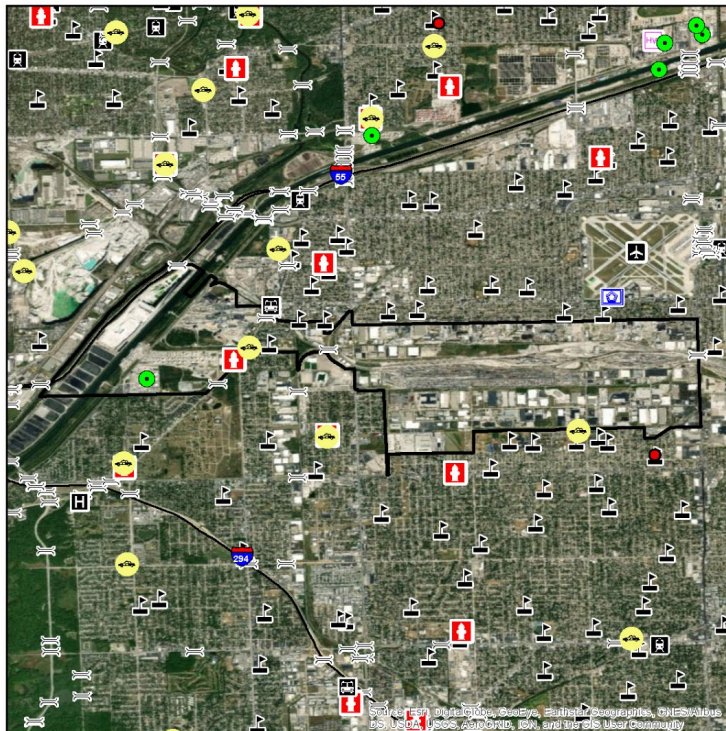 HW
55
H
294
Source: Esri, DigitalGlobe, GeoEye, Earthstar Geographics, CNES/Airbus
DS, USDA, USGS, AeroGRID, IGN, and the GIS User Community